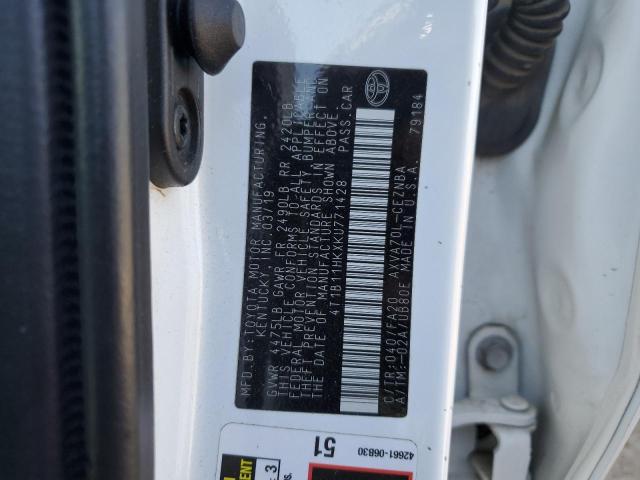 MFD.BY:TOYOTA MOTOR MANUFACTURING,
KENTUCKY, INC. 03/19
GVWR 4475LB GAWR FR 2490LB RR 2420LB
THIS VEHICLE CONFORMS TO ALL APPLICABLE
FEDERAL MOTOR VEHICLE SAFETY, BUMPER, AND
THEFT PREVENTION STANDARDS IN EFFECT ON
THE DATE OF MANUFACTURE SHOWN ABOVE.
4T1B11HKXKU771428 PASS.CAR
C/TR:040/FA20 AXVA70L-CEZNBA
A/TM:-02A/UB80E MADE IN U.S.A.
79184
51
42661-06B30
3